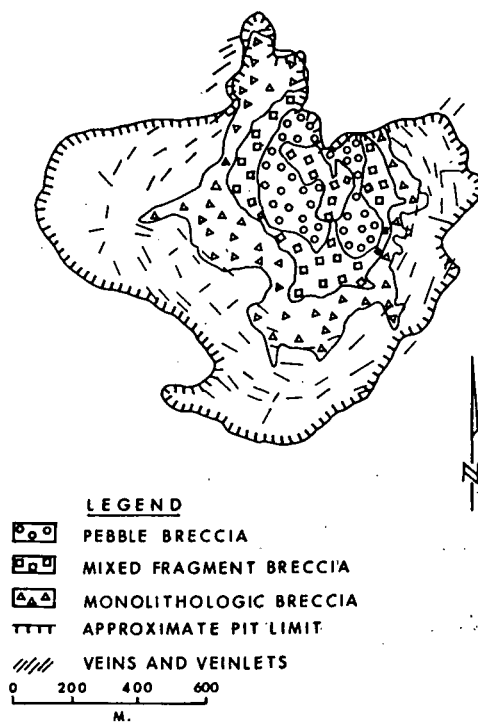 N
LEGEND
PEBBLE BRECCIA
MIXED FRAGMENT BRECCIA
MONOLITHOLOGIC BRECCIA
APPROXIMATE PIT LIMIT
VEINS AND VEINLETS
0 200 400 600
M.